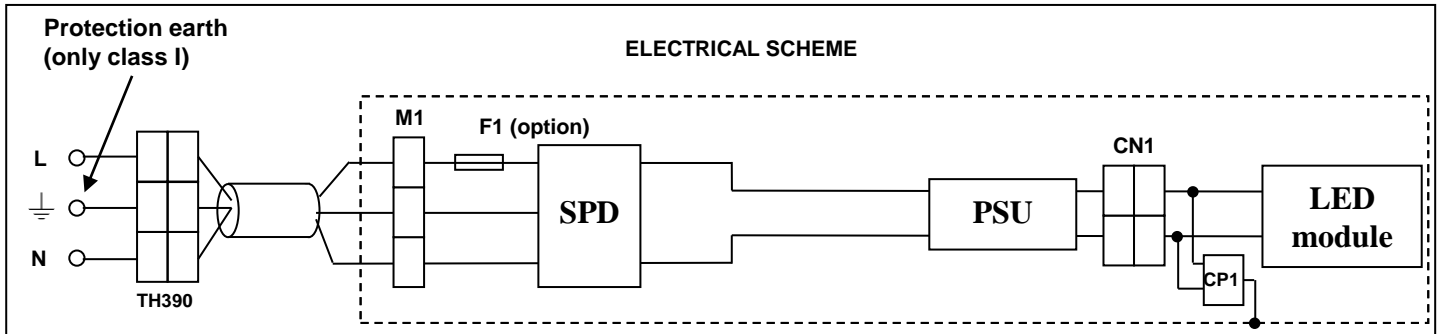 Protection earth
(only class I)
ELECTRICAL SCHEME
M1
F1 (option)
CN1
L
N
SPD
PSU
LED
module
CP1
TH390